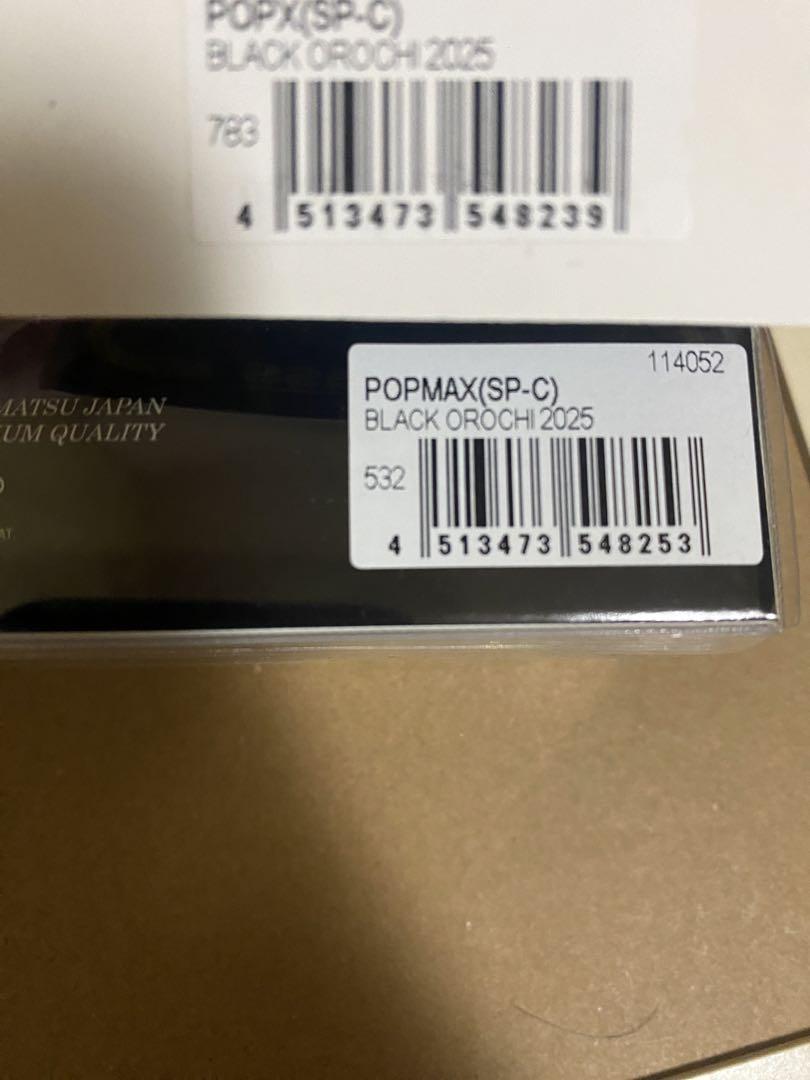 POPX(SP-C)
BLACK OROCHI 2025
783
4 513473 548239
MATSU JAPAN
UM QUALITY
114052
POPMAX(SP-C)
BLACK OROCHI 2025
532
4 513473 548253